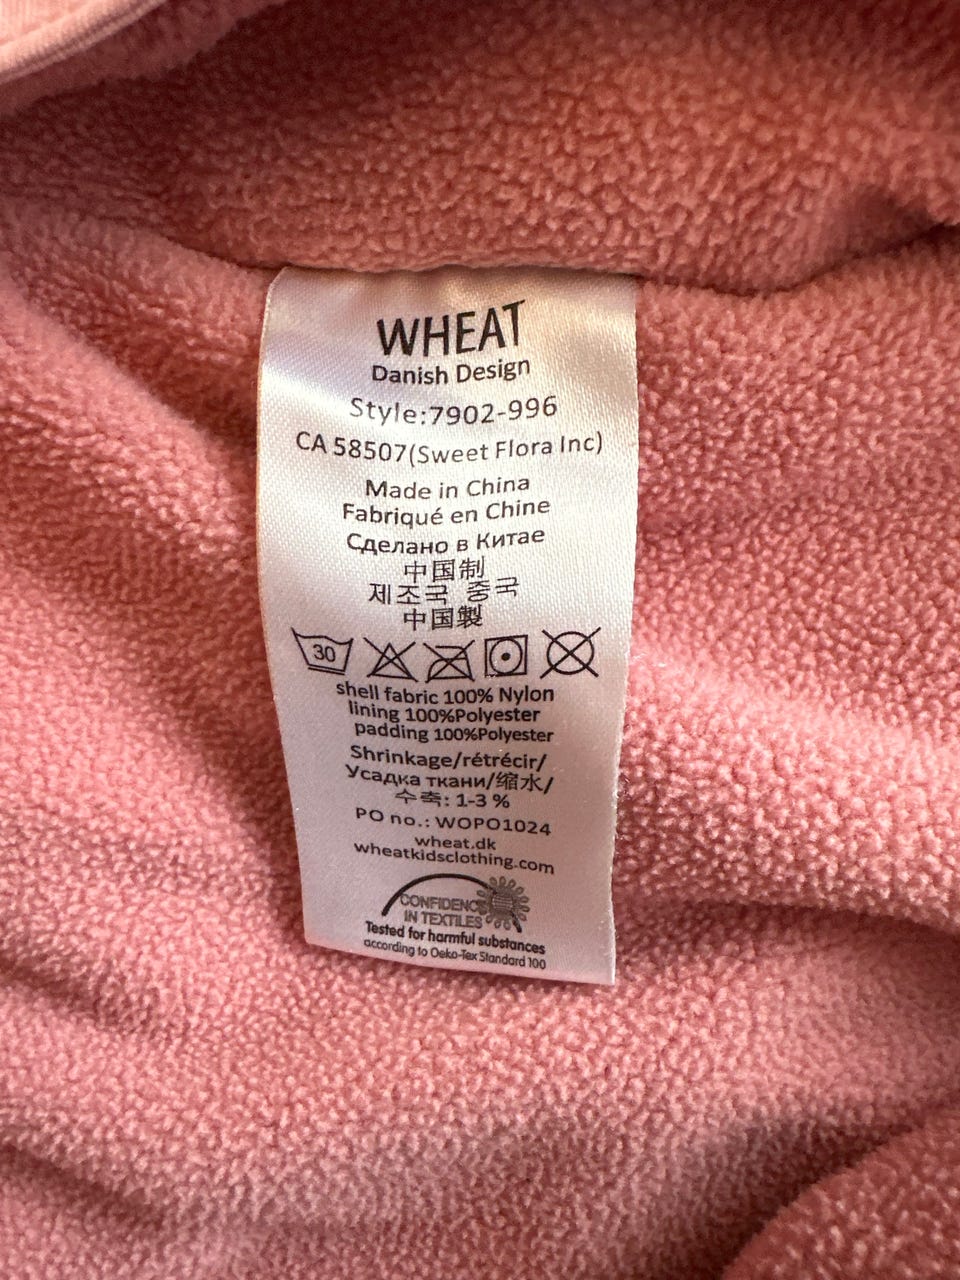 WHEAT
Danish Design
Style:7902-996
CA 58507(Sweet Flora Inc)
Made in China
Fabriqué en Chine
Сделано в Китае
中国制
제조국 중국
中国製
30
shell fabric 100% Nylon
lining 100%Polyester
padding 100%Polyester
Shrinkage/rétrécir/
Усадка ткани/缩水/
수축: 1-3 %
PO no.: WOPO1024
wheat.dk
wheatkidsclothing.com
CONFIDENCE
IN TEXTILES
Tested for harmful substances
according to Oeko-Tex Standard 100